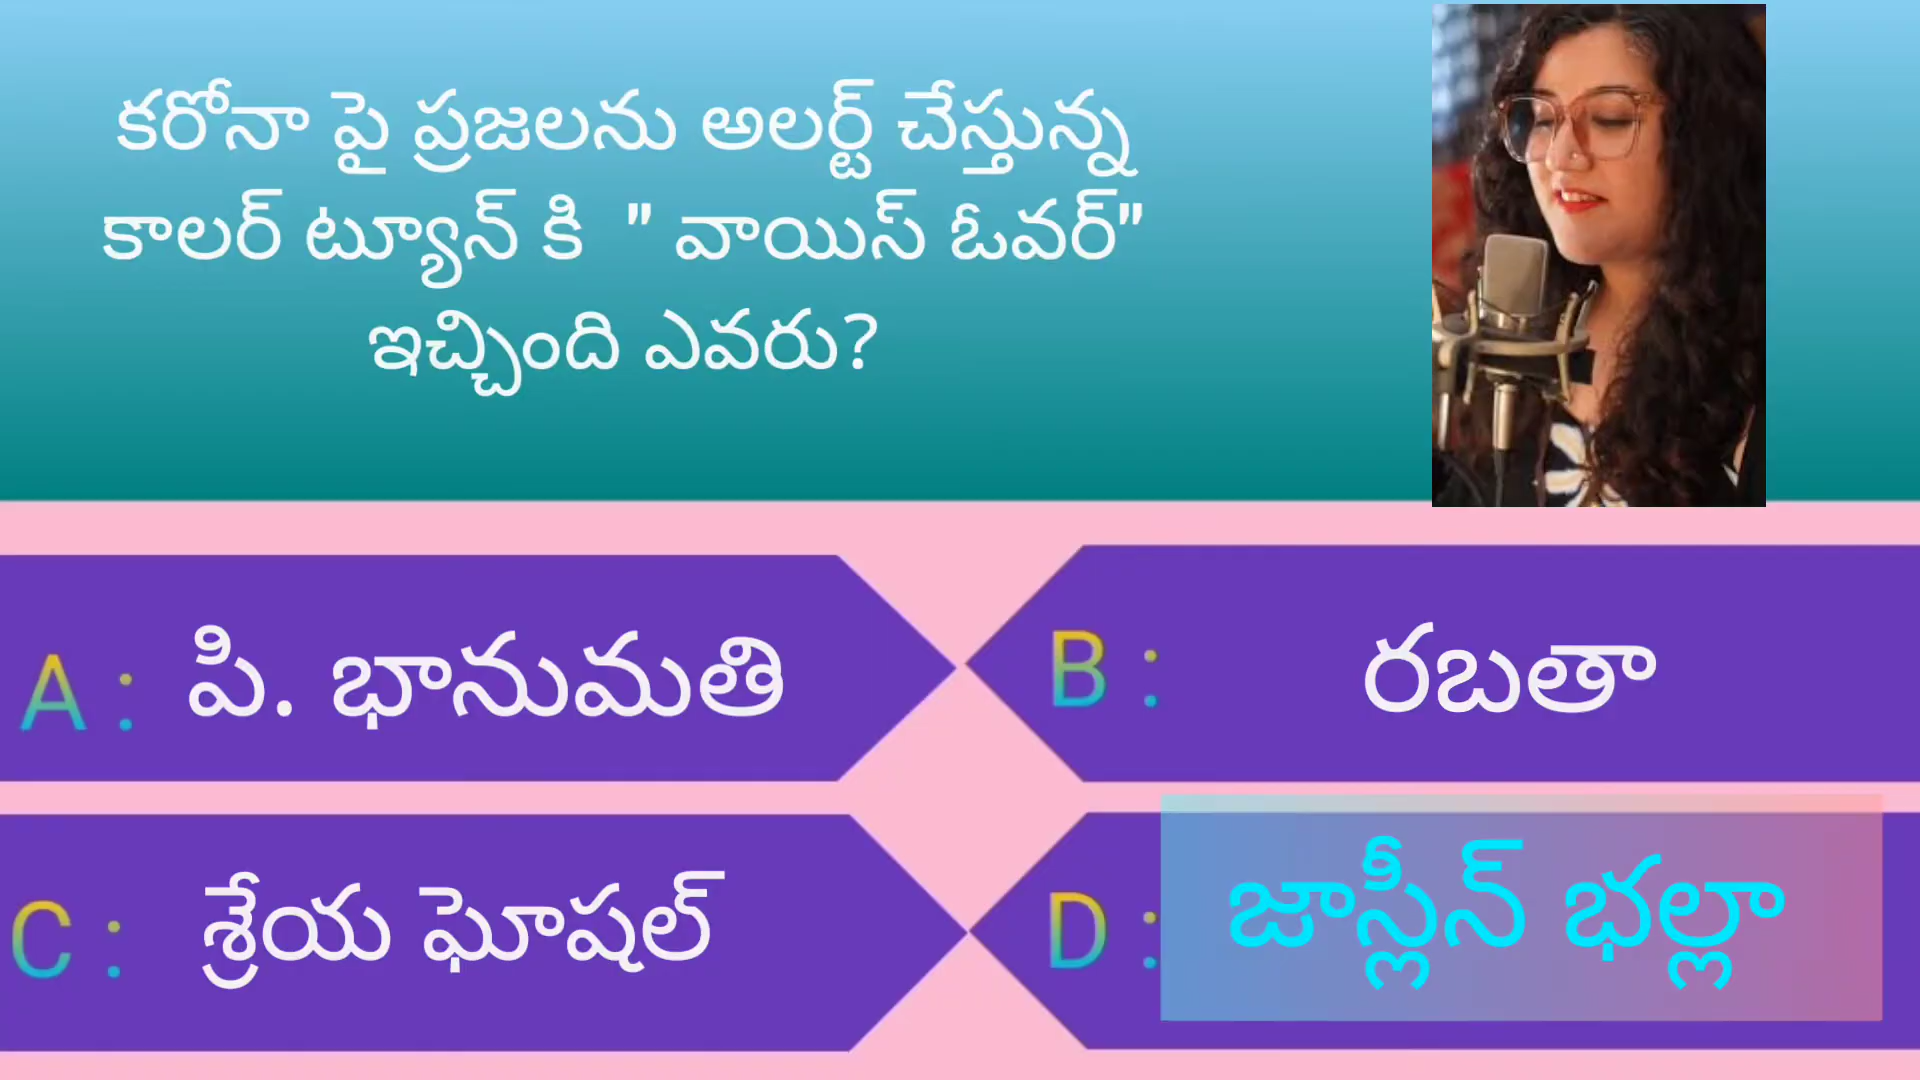 కరోనా పై ప్రజలను అలర్ట్ చేస్తున్న
కాలర్ ట్యూన్ కి " వాయిస్ ఓవర్"
ఇచ్చింది ఎవరు?
A : పి. భానుమతి
B : రబతా
C : శ్రేయ ఘోషల్
D : జాస్లీన్ భల్లా